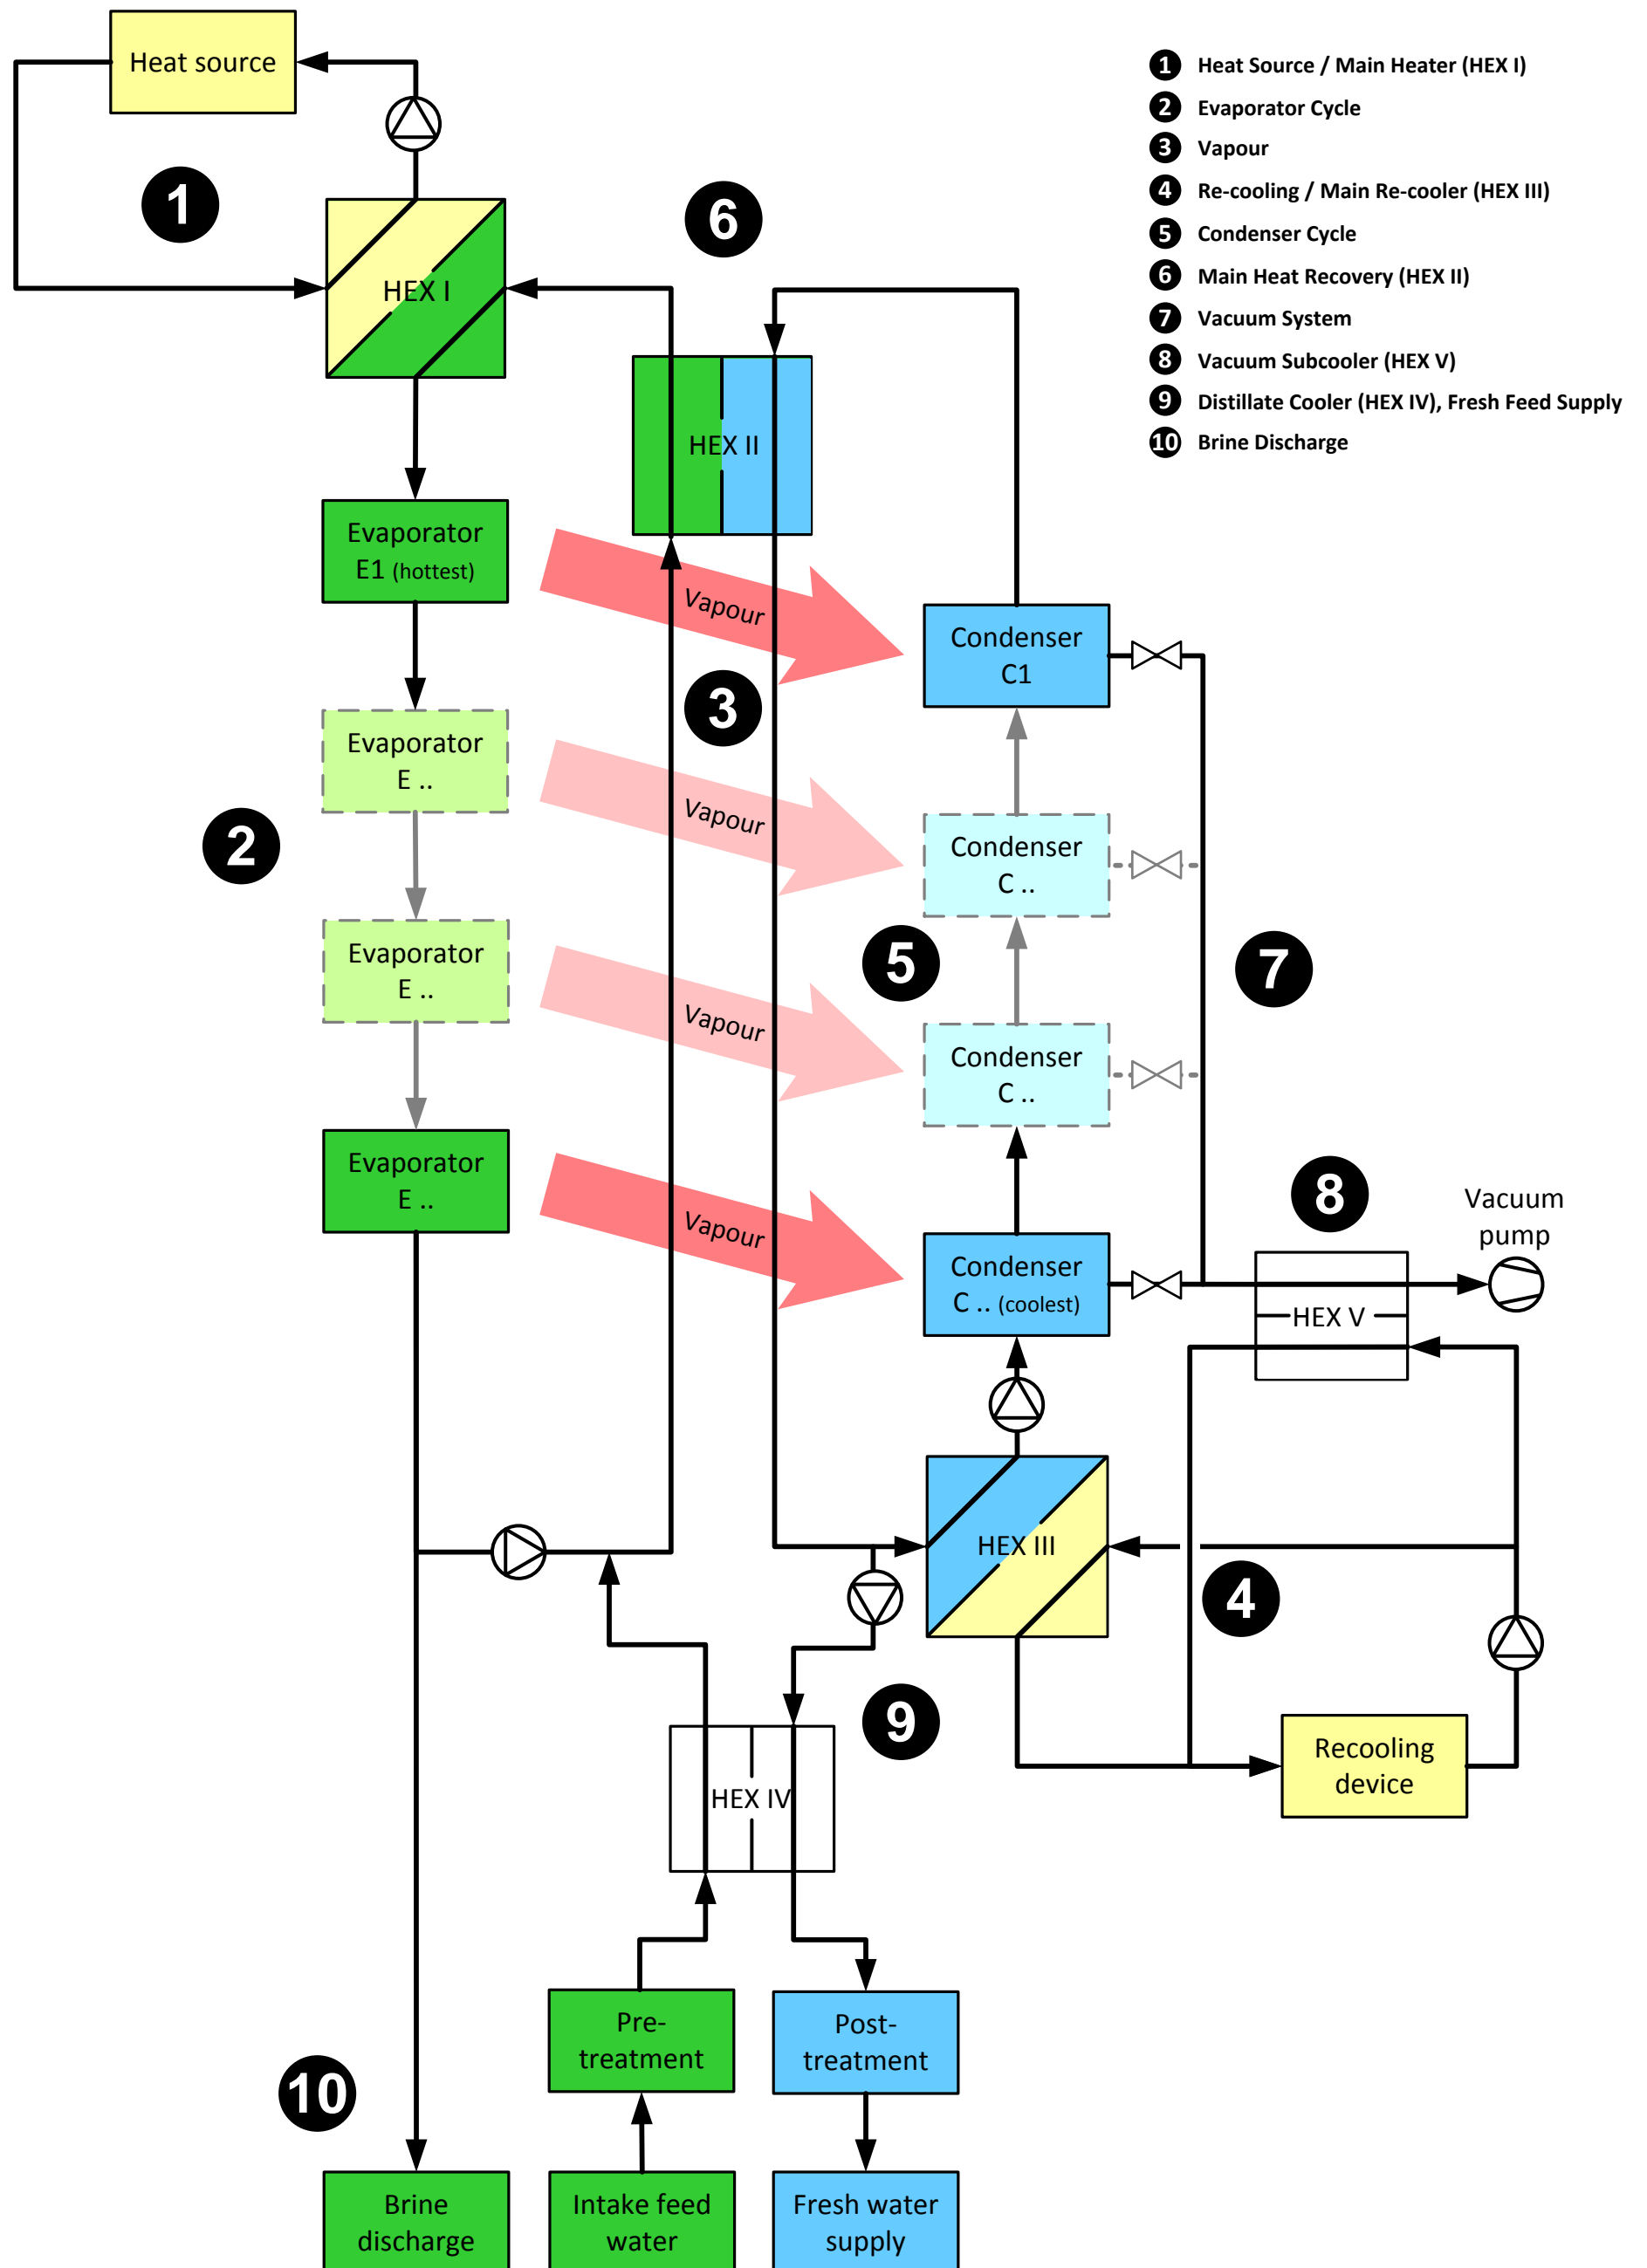 Heat source
1 Heat Source / Main Heater (HEX I)
2 Evaporator Cycle
3 Vapour
4 Re-cooling / Main Re-cooler (HEX III)
5 Condenser Cycle
6 Main Heat Recovery (HEX II)
7 Vacuum System
8 Vacuum Subcooler (HEX V)
9 Distillate Cooler (HEX IV), Fresh Feed Supply
10 Brine Discharge
1
6
HEX I
HEX II
Evaporator
E1 (hottest)
Vapour
Condenser
C1
3
Evaporator
E ..
Vapour
2
Condenser
C ..
5
7
Evaporator
E ..
Vapour
Condenser
C ..
Evaporator
E ..
Vapour
8
Vacuum
pump
Condenser
C .. (coolest)
HEX V
HEX III
4
9
Recooling
device
HEX IV
Pre-
treatment
Post-
treatment
10
Brine
discharge
Intake feed
water
Fresh water
supply